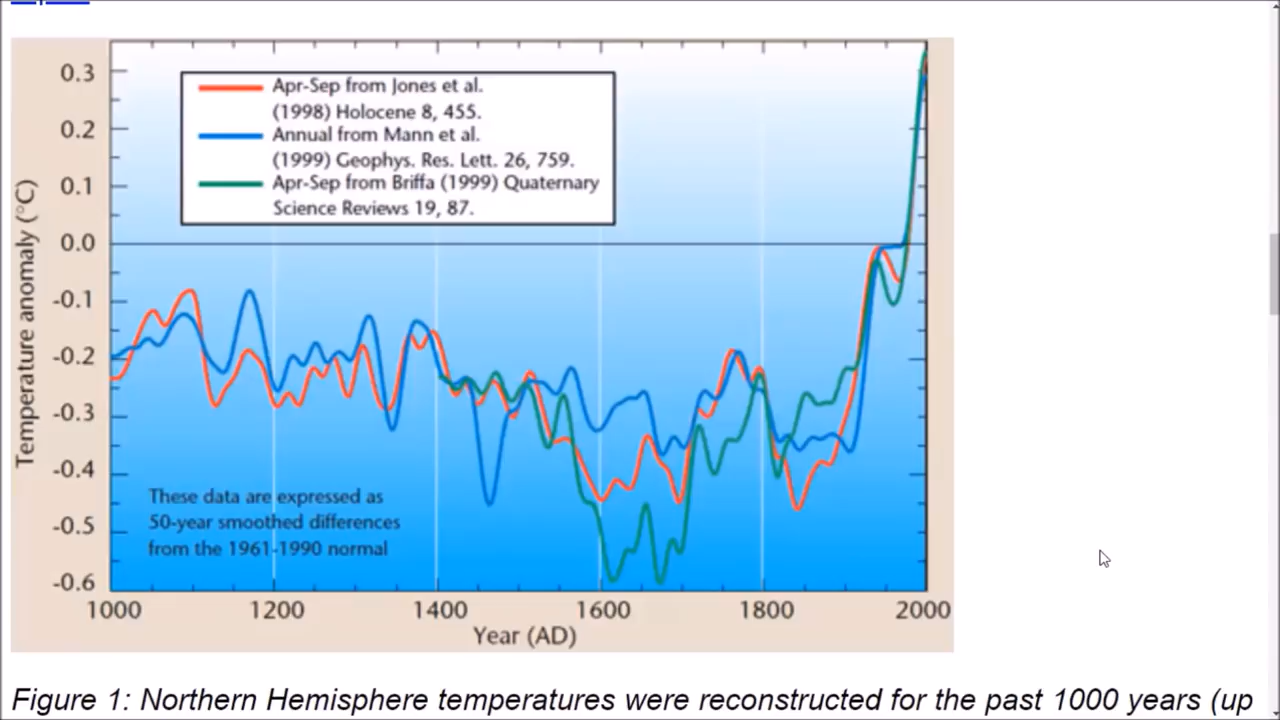 0.3
0.2
0.1
0.0
-0.1
-0.2
-0.3
-0.4
-0.5
-0.6
Temperature anomaly (°C)
Apr-Sep from Jones et al.
(1998) Holocene 8, 455.
Annual from Mann et al.
(1999) Geophys. Res. Lett. 26, 759.
Apr-Sep from Briffa (1999) Quaternary
Science Reviews 19, 87.
These data are expressed as
50-year smoothed differences
from the 1961-1990 normal
1000 1200 1400 1600 1800 2000
Year (AD)
Figure 1: Northern Hemisphere temperatures were reconstructed for the past 1000 years (up